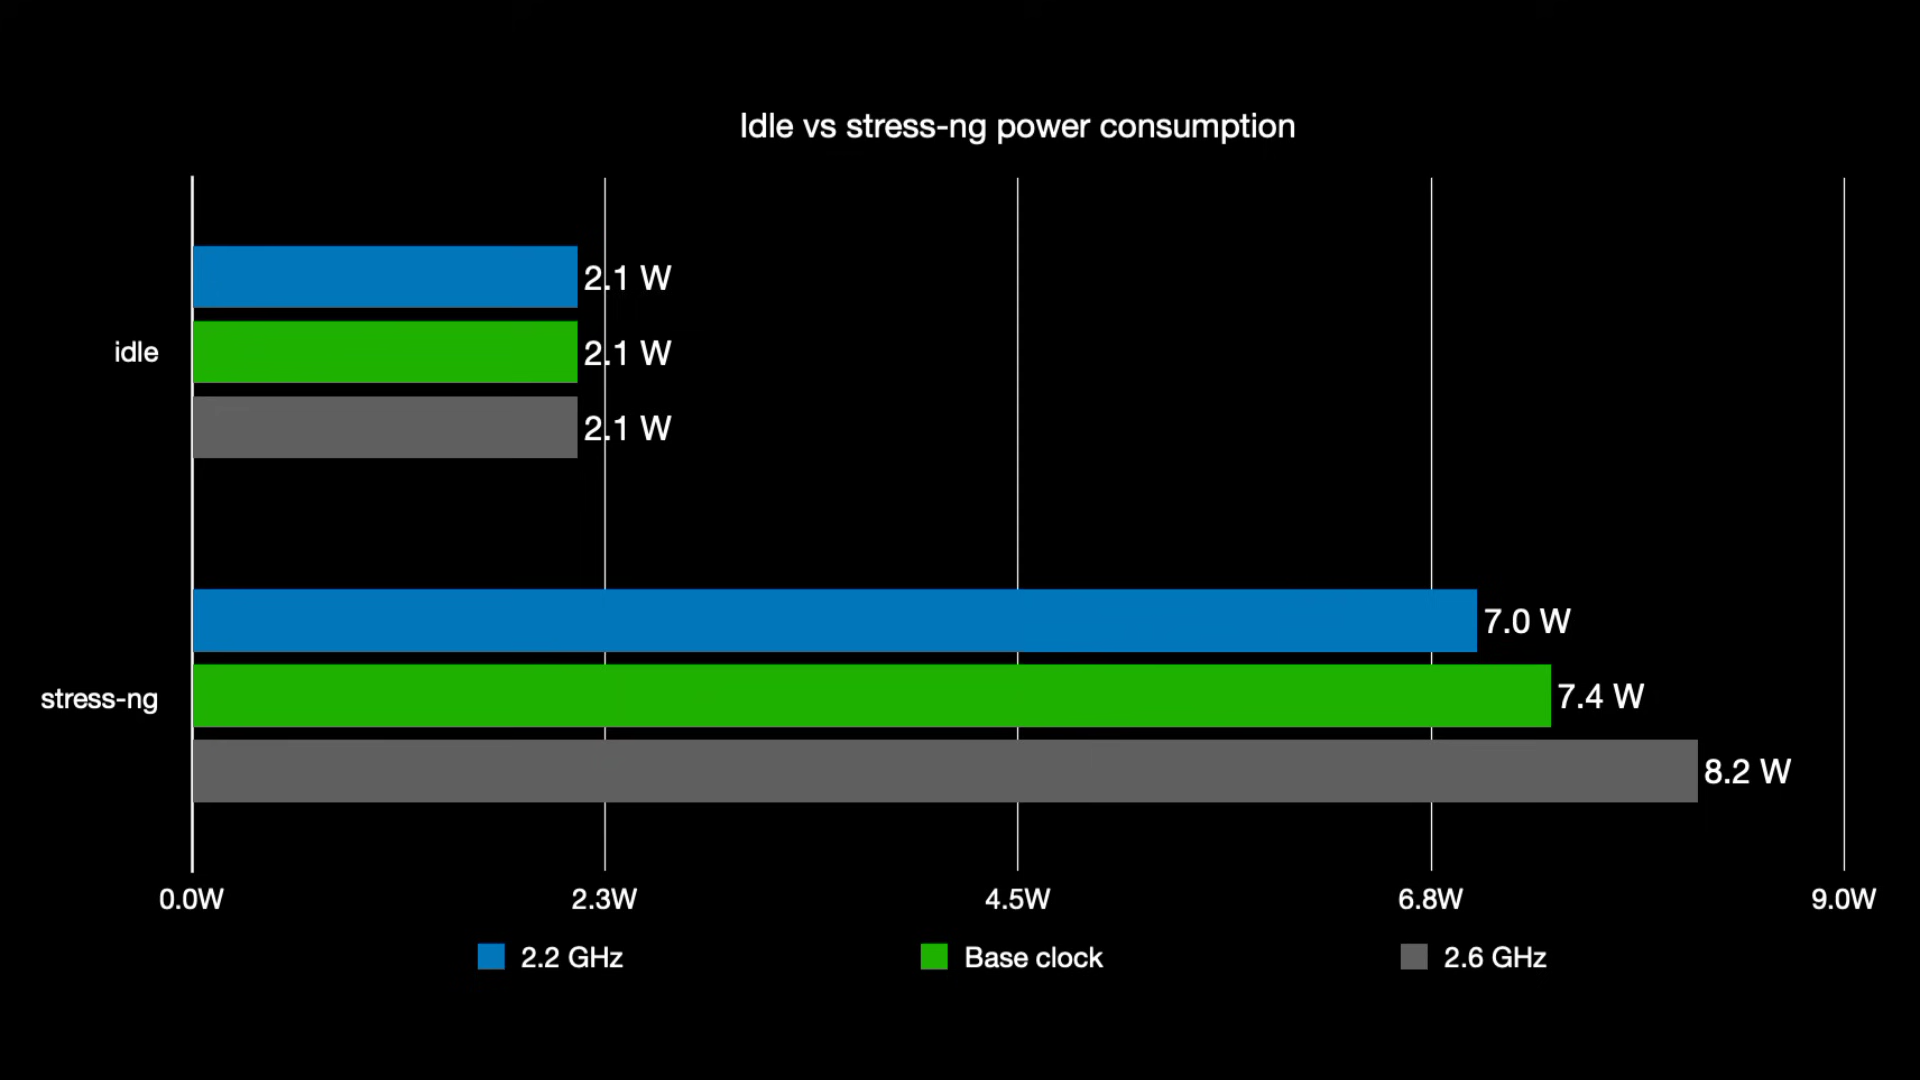 Idle vs stress-ng power consumption
2.1 W
idle
2.1 W
2.1 W
7.0 W
stress-ng
7.4 W
8.2 W
0.0W 2.3W 4.5W 6.8W 9.0W
2.2 GHz Base clock 2.6 GHz